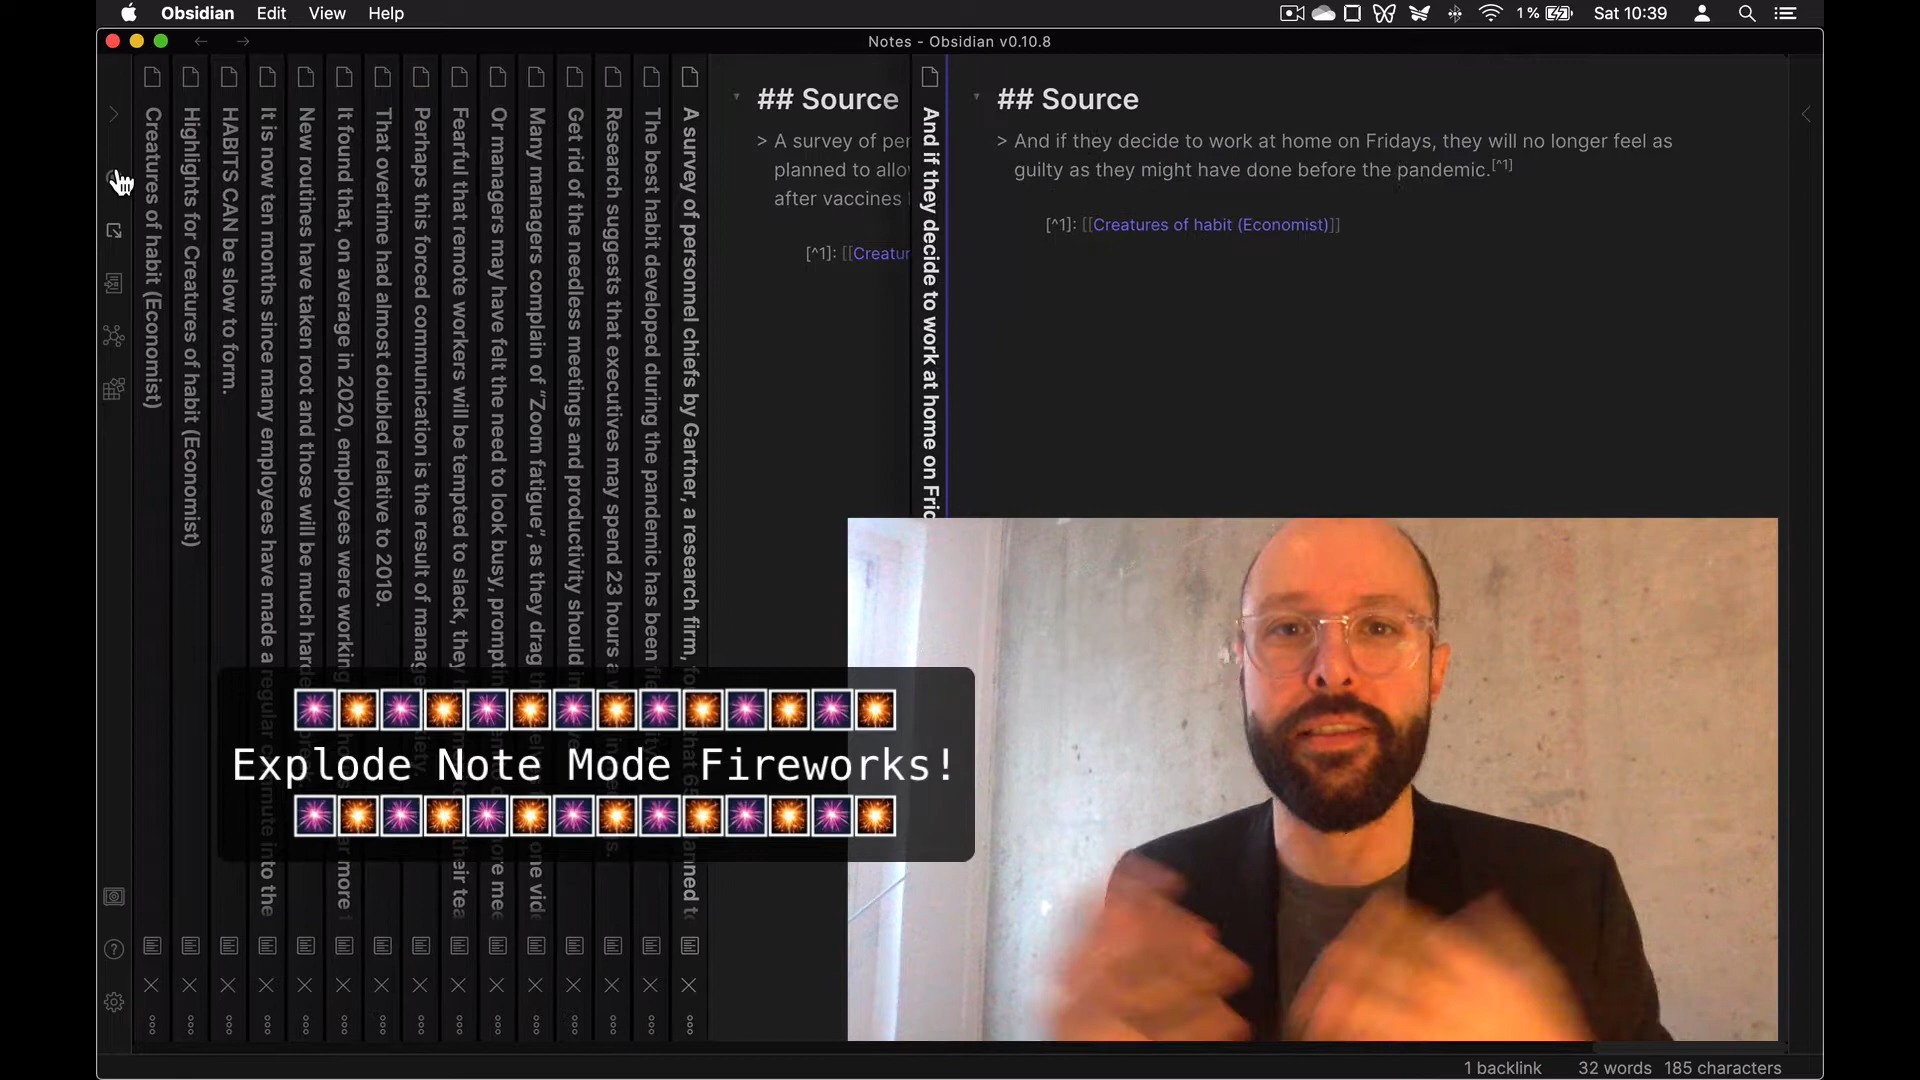 Obsidian Edit View Help
1% Sat 10:39
Notes - Obsidian v0.10.8
Creatures of habit (Economist)
Highlights for Creatures of habit (Economist)
HABITS CAN be slow to form.
It is now ten months since many employees have made a regular commute into the
New routines have taken root and those will be much hard
It found that, on average in 2020, employees were working
That overtime had almost doubled relative to 2019.
Perhaps this forced communication is the result of manag
Fearful that remote workers will be tempted to slack, they
Or managers may have felt the need to look busy, prompti
Many managers complain of “Zoom fatigue”, as they drag
Get rid of the needless meetings and productivity should
Research suggests that executives may spend 23 hours a
The best habit developed during the pandemic has been
A survey of personnel chiefs by Gartner, a research firm,
## Source
> A survey of per
planned to allo
after vaccines
[^1]: [[Creatur
And if they decide to work at home on Frid
## Source
> And if they decide to work at home on Fridays, they will no longer feel as
guilty as they might have done before the pandemic.[^1]
[^1]: [[Creatures of habit (Economist)]]
Explode Note Mode Fireworks!
1 backlink 32 words 185 characters